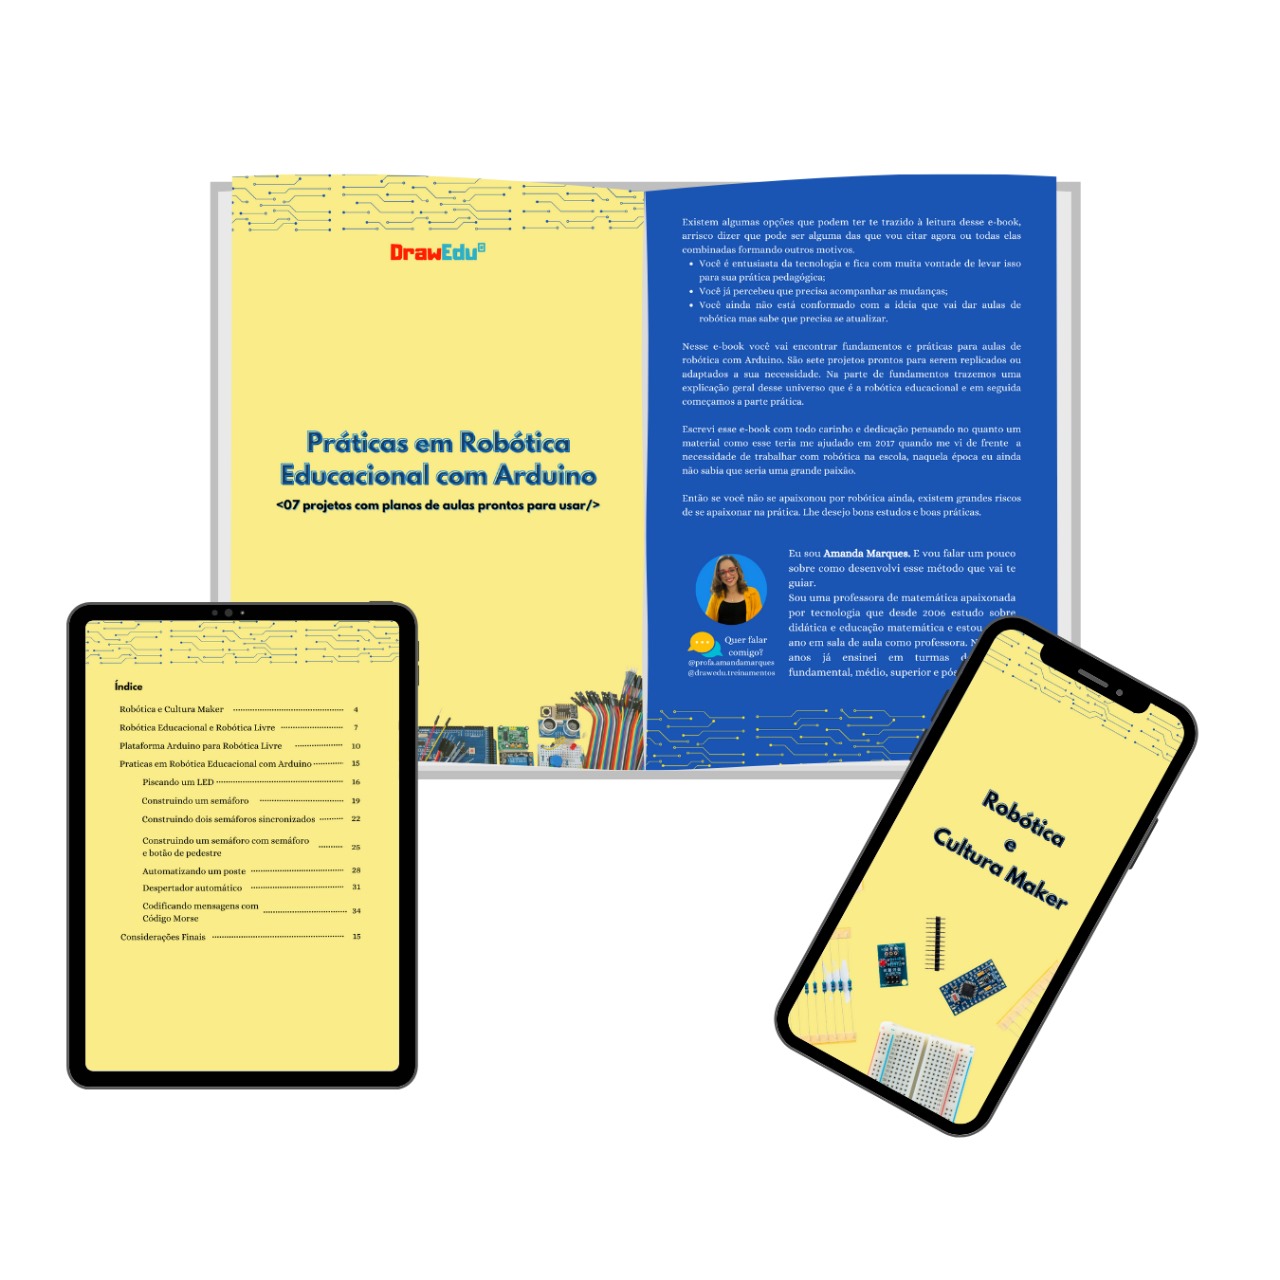 DrawEdu®
Práticas em Robótica
Educacional com Arduino
<07 projetos com planos de aulas prontos para usar/>
Existem algumas opções que podem ter te trazido à leitura desse e-book,
arrisco dizer que pode ser alguma das que vou citar agora ou todas elas
combinadas formando outros motivos.
• Você é entusiasta da tecnologia e fica com muita vontade de levar isso
para sua prática pedagógica;
• Você já percebeu que precisa acompanhar as mudanças;
• Você ainda não está conformado com a ideia que vai dar aulas de
robótica mas sabe que precisa se atualizar.
Nesse e-book você vai encontrar fundamentos e práticas para aulas de
robótica com Arduino. São sete projetos prontos para serem replicados ou
adaptados a sua necessidade. Na parte de fundamentos trazemos uma
explicação geral desse universo que é a robótica educacional e em seguida
começamos a parte prática.
Escrevi esse e-book com todo carinho e dedicação pensando no quanto um
material como esse teria me ajudado em 2017 quando me vi de frente a
necessidade de trabalhar com robótica na escola, naquela época eu ainda
não sabia que seria uma grande paixão.
Então se você não se apaixonou por robótica ainda, existem grandes riscos
de se apaixonar na prática. Lhe desejo bons estudos e boas práticas.
Eu sou Amanda Marques. E vou falar um pouco
sobre como desenvolvi esse método que vai te
guiar.
Sou uma professora de matemática apaixonada
por tecnologia que desde 2006 estudo sobre
didática e educação matemática e estou
ano em sala de aula como professora.
anos já ensinei em turmas
fundamental, médio, superior e
Quer falar
comigo?
@profa.amandamarques
@drawedu.treinamentos
Índice
Robótica e Cultura Maker 4
Robótica Educacional e Robótica Livre 7
Plataforma Arduino para Robótica Livre 10
Praticas em Robótica Educacional com Arduino 15
Piscando um LED 16
Construindo um semáforo 19
Construindo dois semáforos sincronizados 22
Construindo um semáforo com semáforo
e botão de pedestre 25
Automatizando um poste 28
Despertador automático 31
Codificando mensagens com
Código Morse 34
Considerações Finais 15
Robótica
e
Cultura Maker